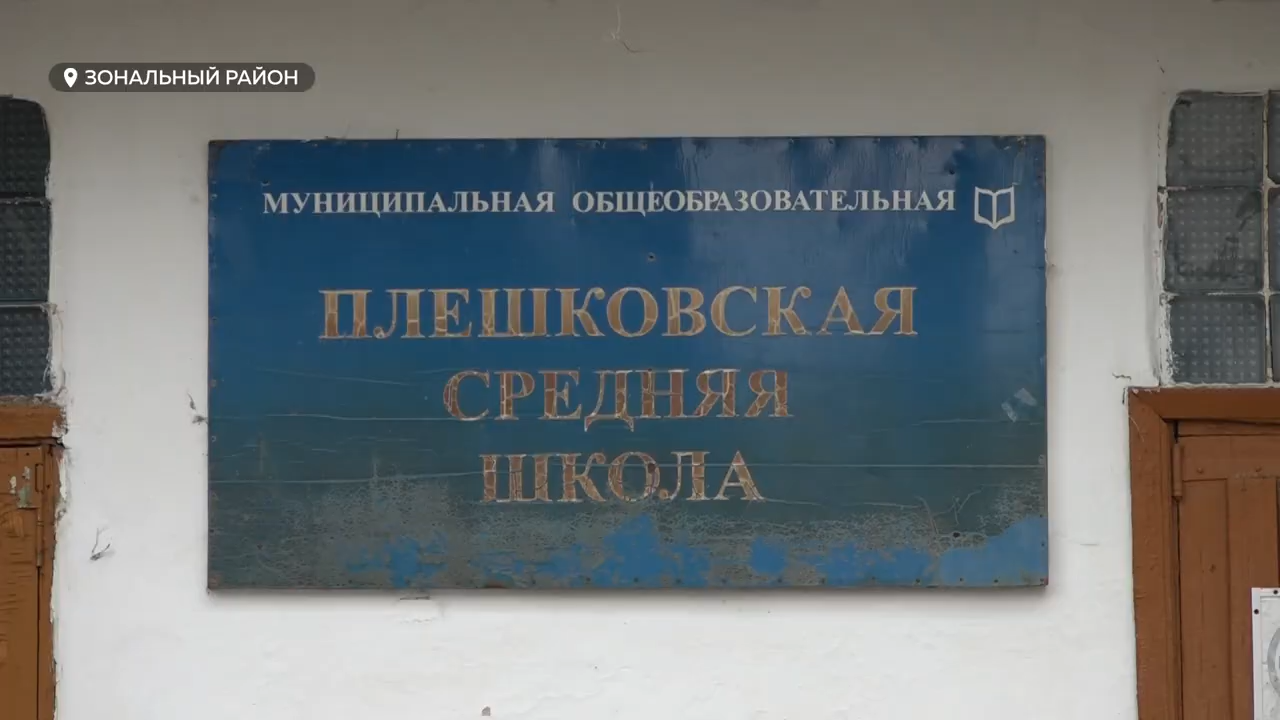 ЗОНАЛЬНЫЙ РАЙОН
МУНИЦИПАЛЬНАЯ ОБЩЕОБРАЗОВАТЕЛЬНАЯ
ПЛЕШКОВСКАЯ
СРЕДНЯЯ
ШКОЛА